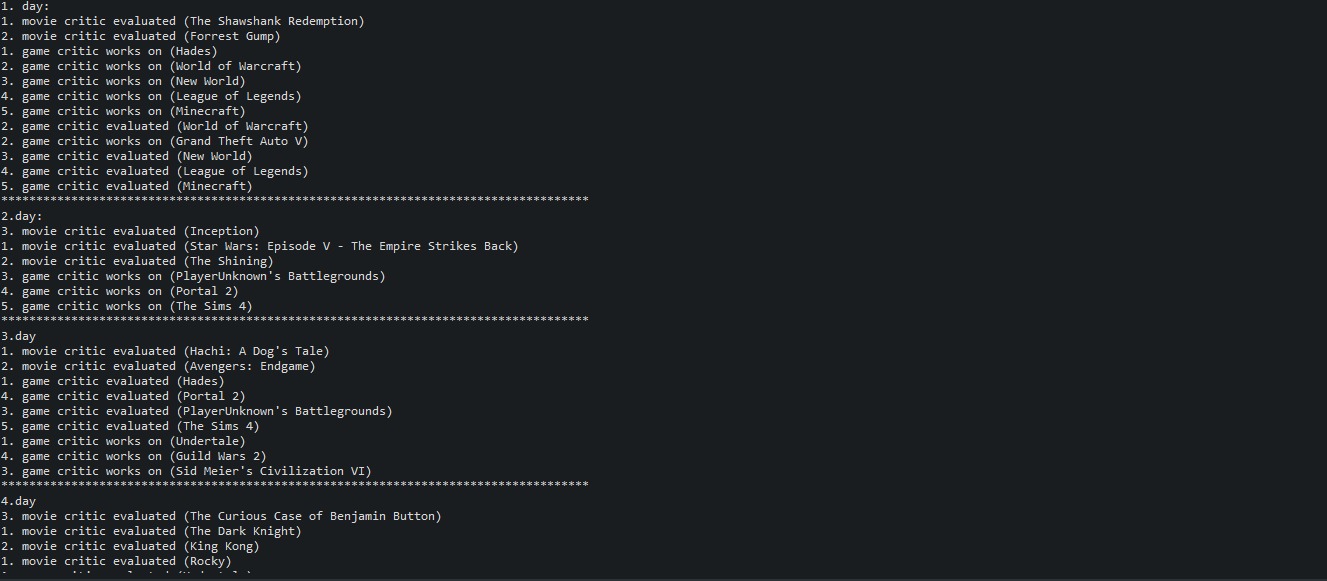 1. day:
1. movie critic evaluated (The Shawshank Redemption)
2. movie critic evaluated (Forrest Gump)
1. game critic works on (Hades)
2. game critic works on (World of Warcraft)
3. game critic works on (New World)
4. game critic works on (League of Legends)
5. game critic works on (Minecraft)
2. game critic evaluated (World of Warcraft)
2. game critic works on (Grand Theft Auto V)
3. game critic evaluated (New World)
4. game critic evaluated (League of Legends)
5. game critic evaluated (Minecraft)
************************************************************************************
2.day:
3. movie critic evaluated (Inception)
1. movie critic evaluated (Star Wars: Episode V - The Empire Strikes Back)
2. movie critic evaluated (The Shining)
3. game critic works on (PlayerUnknown's Battlegrounds)
4. game critic works on (Portal 2)
5. game critic works on (The Sims 4)
************************************************************************************
3.day
1. movie critic evaluated (Hachi: A Dog's Tale)
2. movie critic evaluated (Avengers: Endgame)
1. game critic evaluated (Hades)
4. game critic evaluated (Portal 2)
3. game critic evaluated (PlayerUnknown's Battlegrounds)
5. game critic evaluated (The Sims 4)
1. game critic works on (Undertale)
4. game critic works on (Guild Wars 2)
3. game critic works on (Sid Meier's Civilization VI)
************************************************************************************
4.day
3. movie critic evaluated (The Curious Case of Benjamin Button)
1. movie critic evaluated (The Dark Knight)
2. movie critic evaluated (King Kong)
1. movie critic evaluated (Rocky)